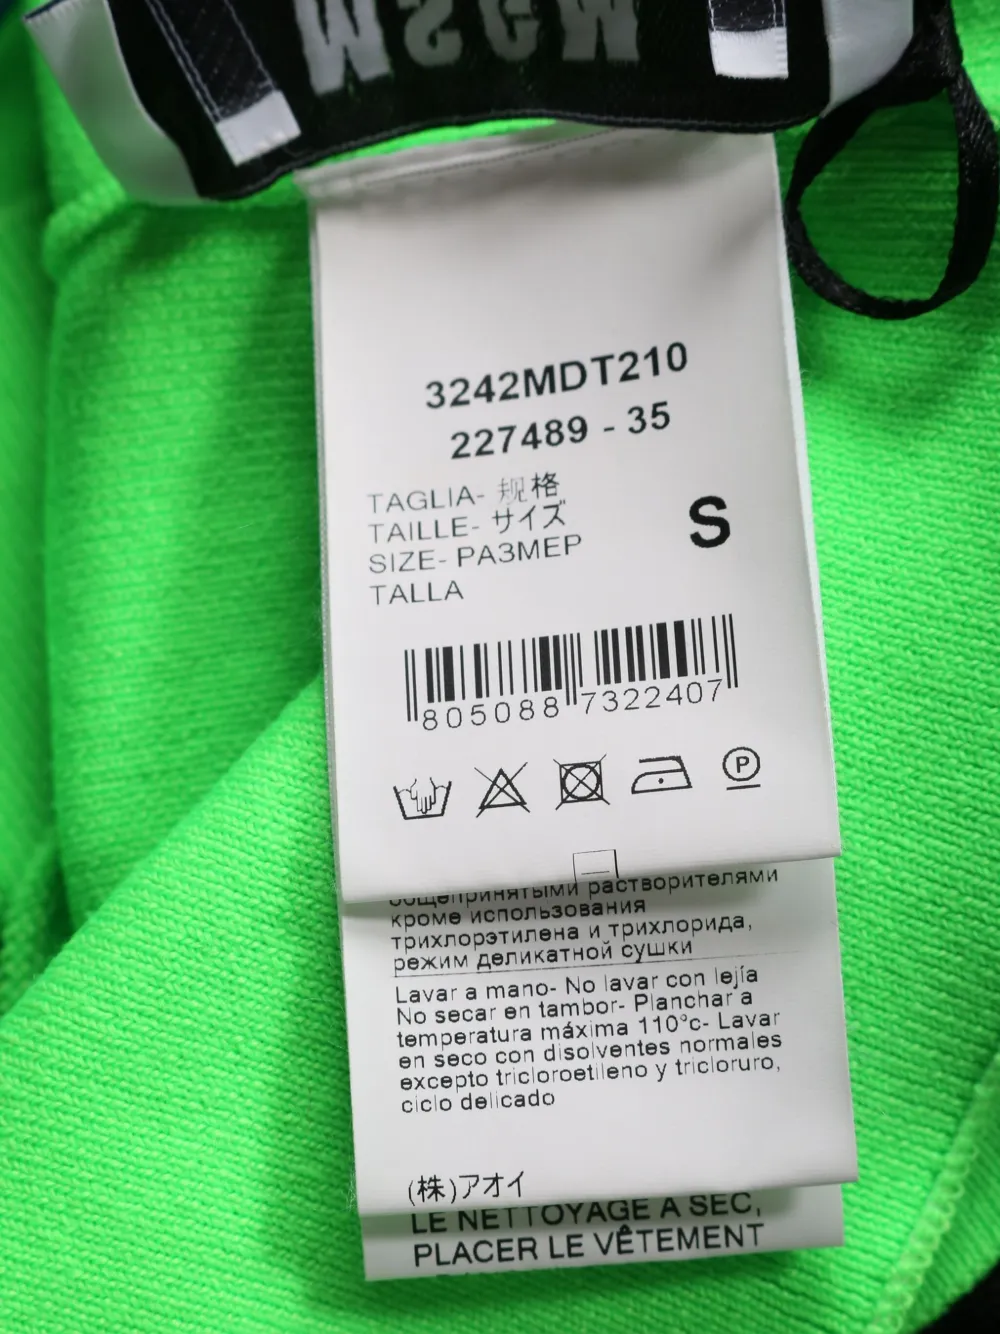 MSGM
3242MDT210
227489 - 35
TAGLIA- 规格
TAILLE- サイズ
SIZE- РАЗМЕР
TALLA
S
805088 7322407
P
общепринятыми растворителями
кроме использования
трихлорэтилена и трихлорида,
режим деликатной сушки
Lavar a mano- No lavar con lejía
No secar en tambor- Planchar a
temperatura máxima 110°c- Lavar
en seco con disolventes normales
excepto tricloroetileno y tricloruro,
ciclo delicado
(株)アオイ
LE NETTOYAGE A SEC,
PLACER LE VÊTEMENT